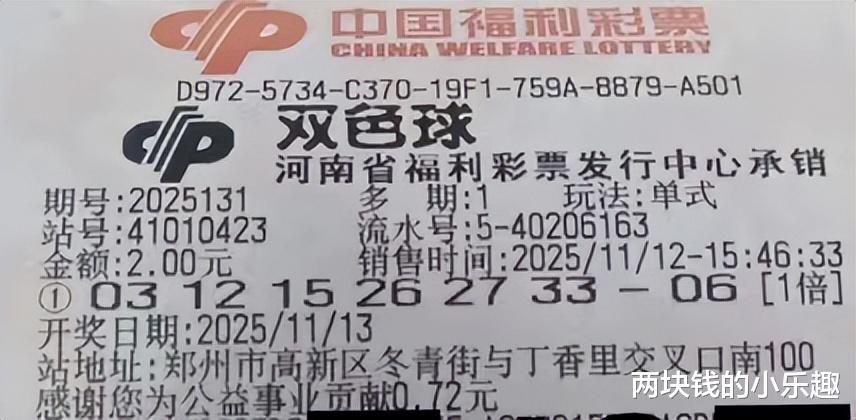 中国福利彩票
CHINA WELFARE LOTTERY
D972-5734-C370-19F1-759A-8879-A501
双色球
河南省福利彩票发行中心承销
期号:2025131 多 期:1 玩法:单式
站号:41010423 流水号:5-40206163
金额:2.00元 销售时间:2025/11/12-15:46:33
① 03 12 15 26 27 33 - 06 [1倍]
开奖日期:2025/11/13
站地址:郑州市高新区冬青街与丁香里交叉口南100
感谢您为公益事业贡献0.72元
两块钱的小乐趣